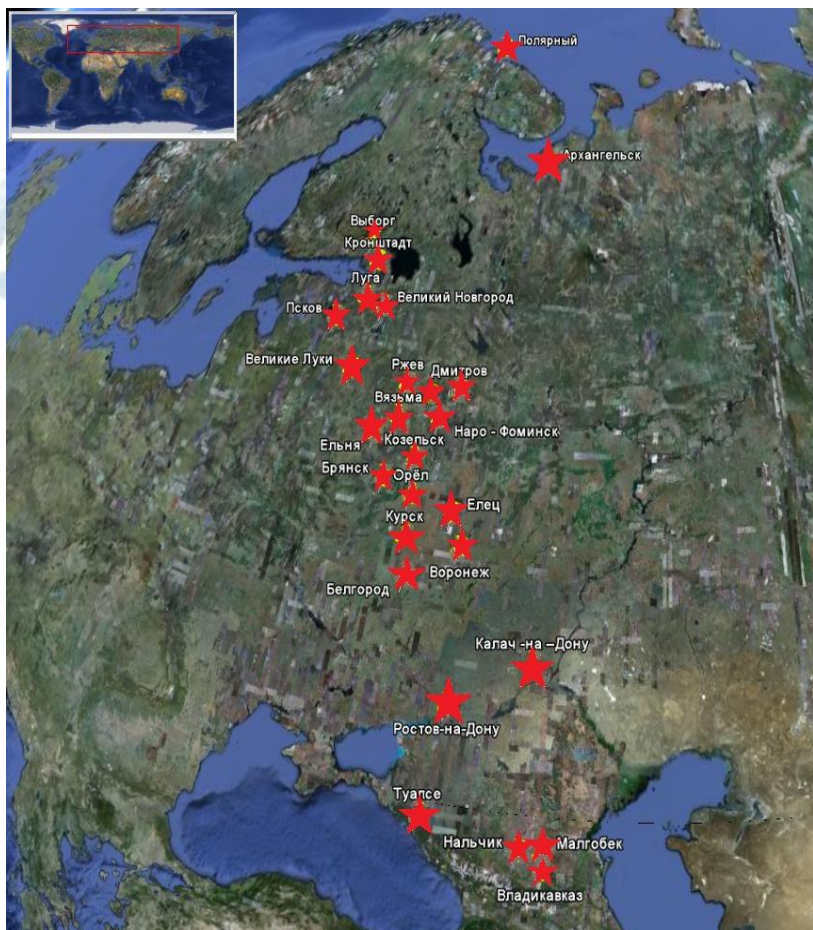 Полярный
Архангельск
Выборг
Кронштадт
Луга
Великий Новгород
Псков
Великие Луки
Ржев
Дмитров
Вязьма
Наро - Фоминск
Козельск
Ельня
Брянск
Орёл
Елец
Курск
Воронеж
Белгород
Калач -на –Дону
Ростов-на-Дону
Туапсе
Нальчик
Малгобек
Владикавказ